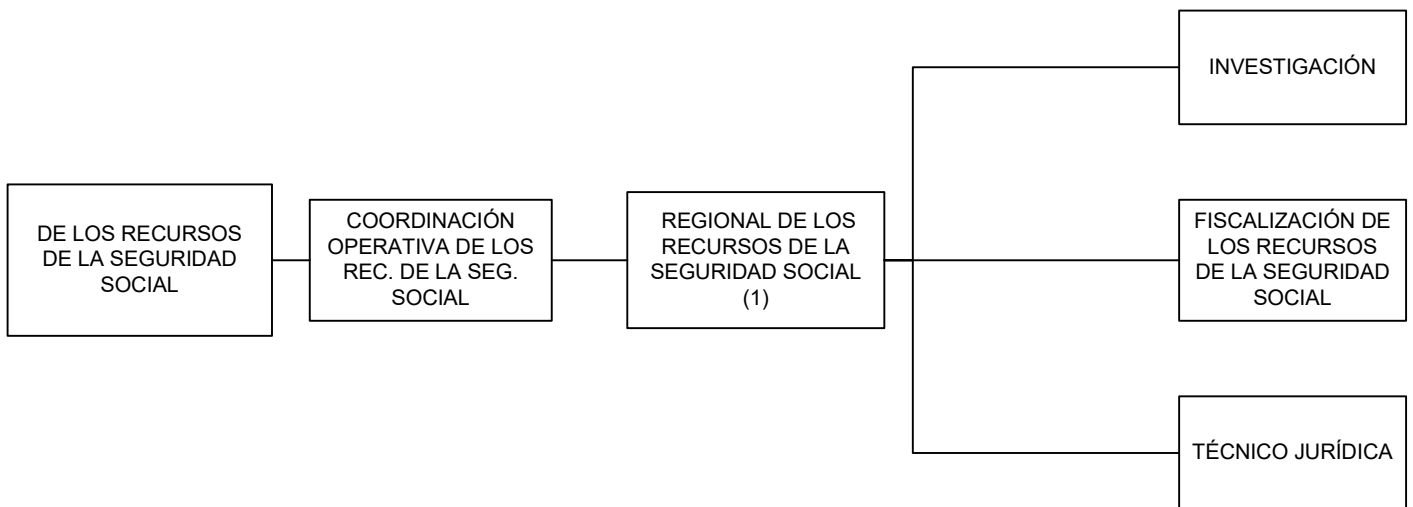 DE LOS RECURSOS
DE LA SEGURIDAD
SOCIAL
COORDINACIÓN
OPERATIVA DE LOS
REC. DE LA SEG.
SOCIAL
REGIONAL DE LOS
RECURSOS DE LA
SEGURIDAD SOCIAL
(1)
INVESTIGACIÓN
FISCALIZACIÓN DE
LOS RECURSOS
DE LA SEGURIDAD
SOCIAL
TÉCNICO JURÍDICA